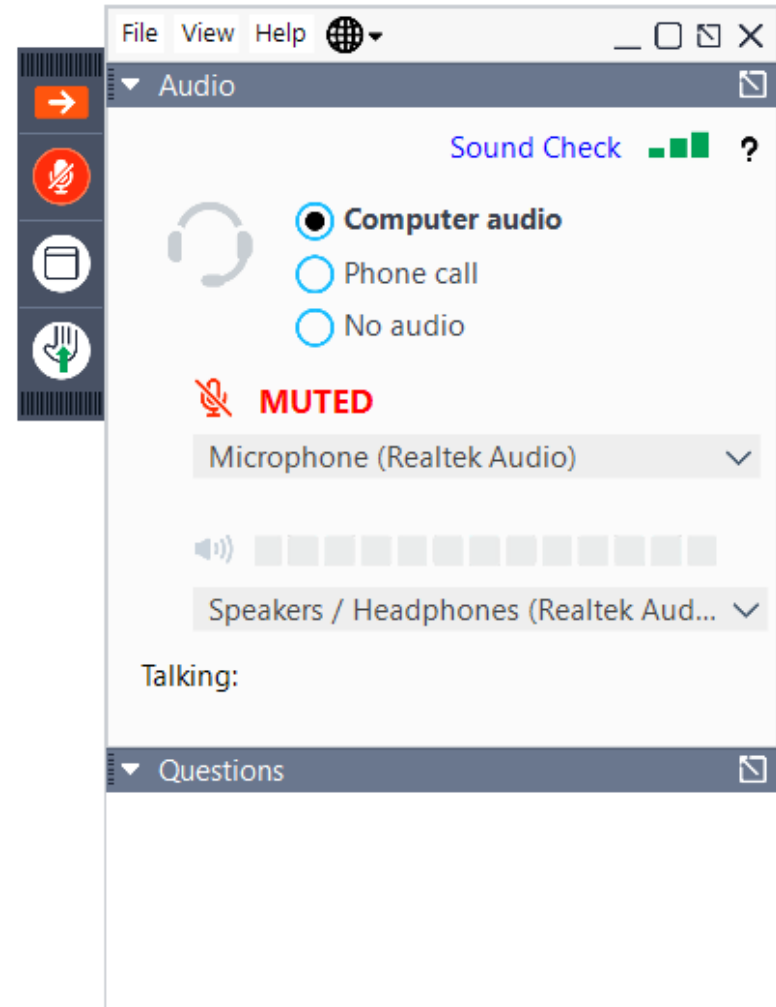 File View Help
Audio
Sound Check ?
Computer audio
Phone call
No audio
MUTED
Microphone (Realtek Audio)
Speakers / Headphones (Realtek Aud...
Talking:
Questions